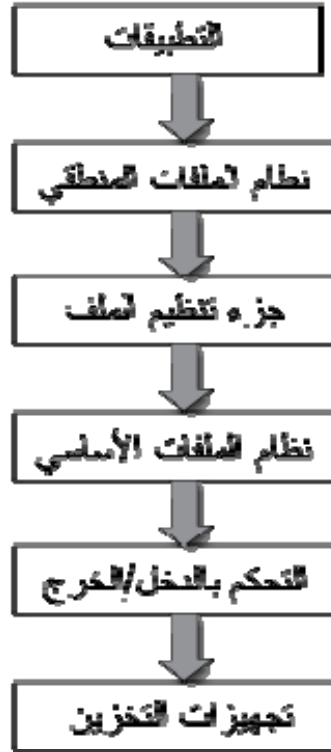 التطبيقات
نظام الملفات المنطقي
جزء تنظيم الملف
نظام الملفات الأساسي
التحكم بالدخل/الخرج
تجهيزات التخزين